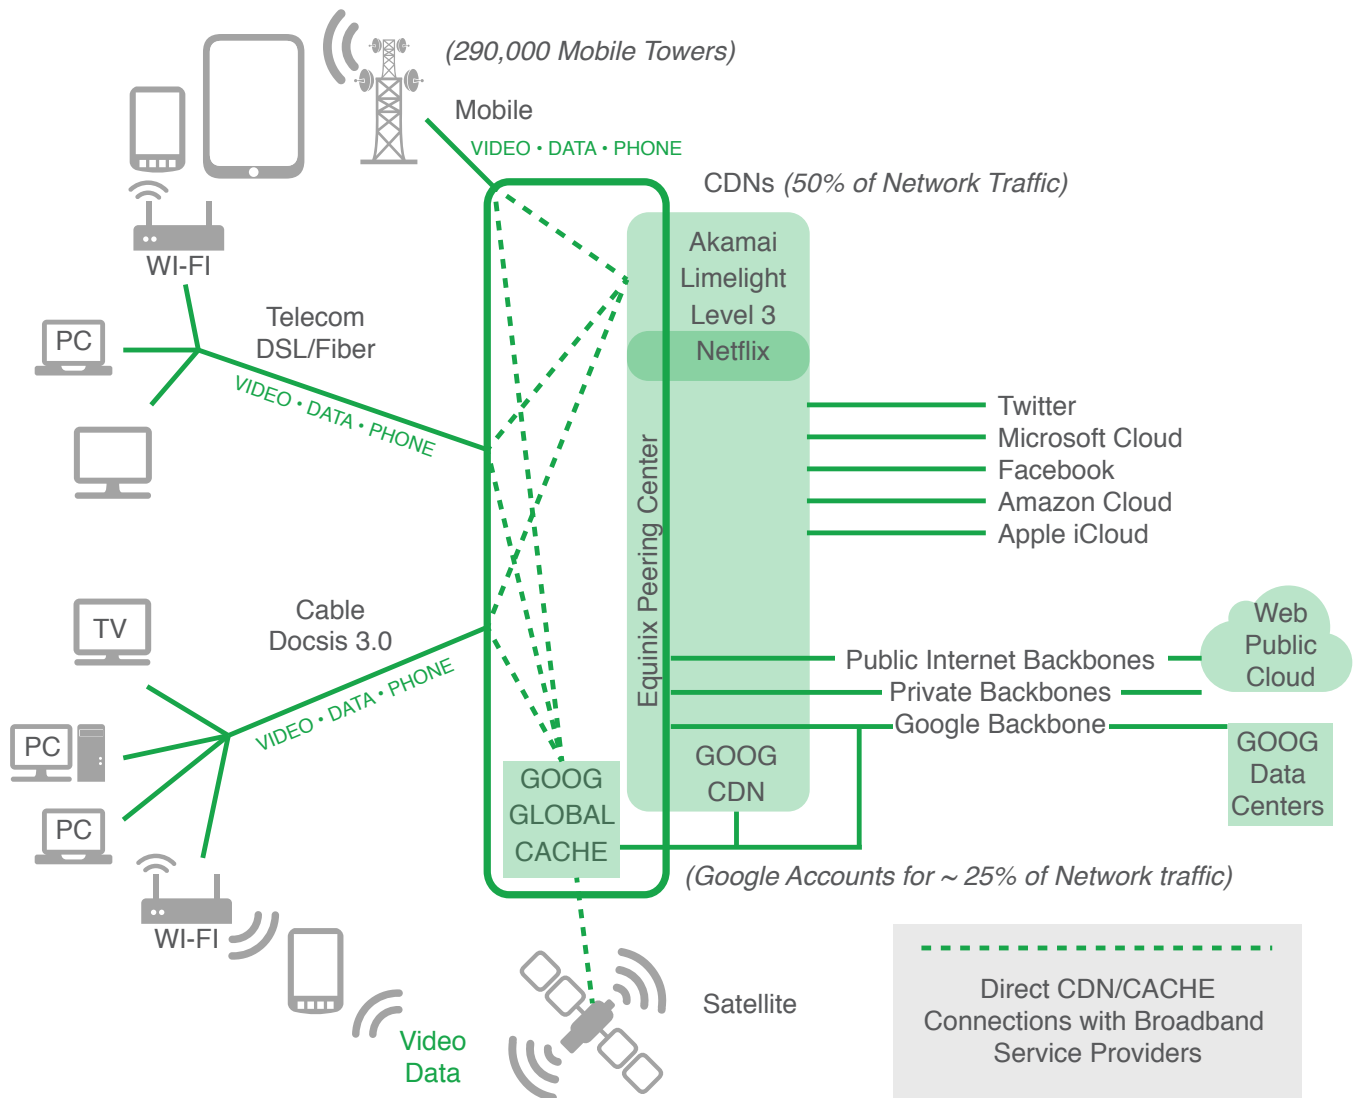 (290,000 Mobile Towers)
Mobile
VIDEO • DATA • PHONE
CDNs (50% of Network Traffic)
Akamai
Limelight
Level 3
Netflix
WI-FI
Telecom
DSL/Fiber
PC
VIDEO • DATA • PHONE
Equinix Peering Center
Twitter
Microsoft Cloud
Facebook
Amazon Cloud
Apple iCloud
TV
Cable
Docsis 3.0
VIDEO • DATA • PHONE
PC
PC
WI-FI
Web
Public
Cloud
Public Internet Backbones
Private Backbones
Google Backbone
GOOG
Data
Centers
GOOG
CDN
GOOG
GLOBAL
CACHE
(Google Accounts for ~ 25% of Network traffic)
Satellite
Video
Data
Direct CDN/CACHE
Connections with Broadband
Service Providers